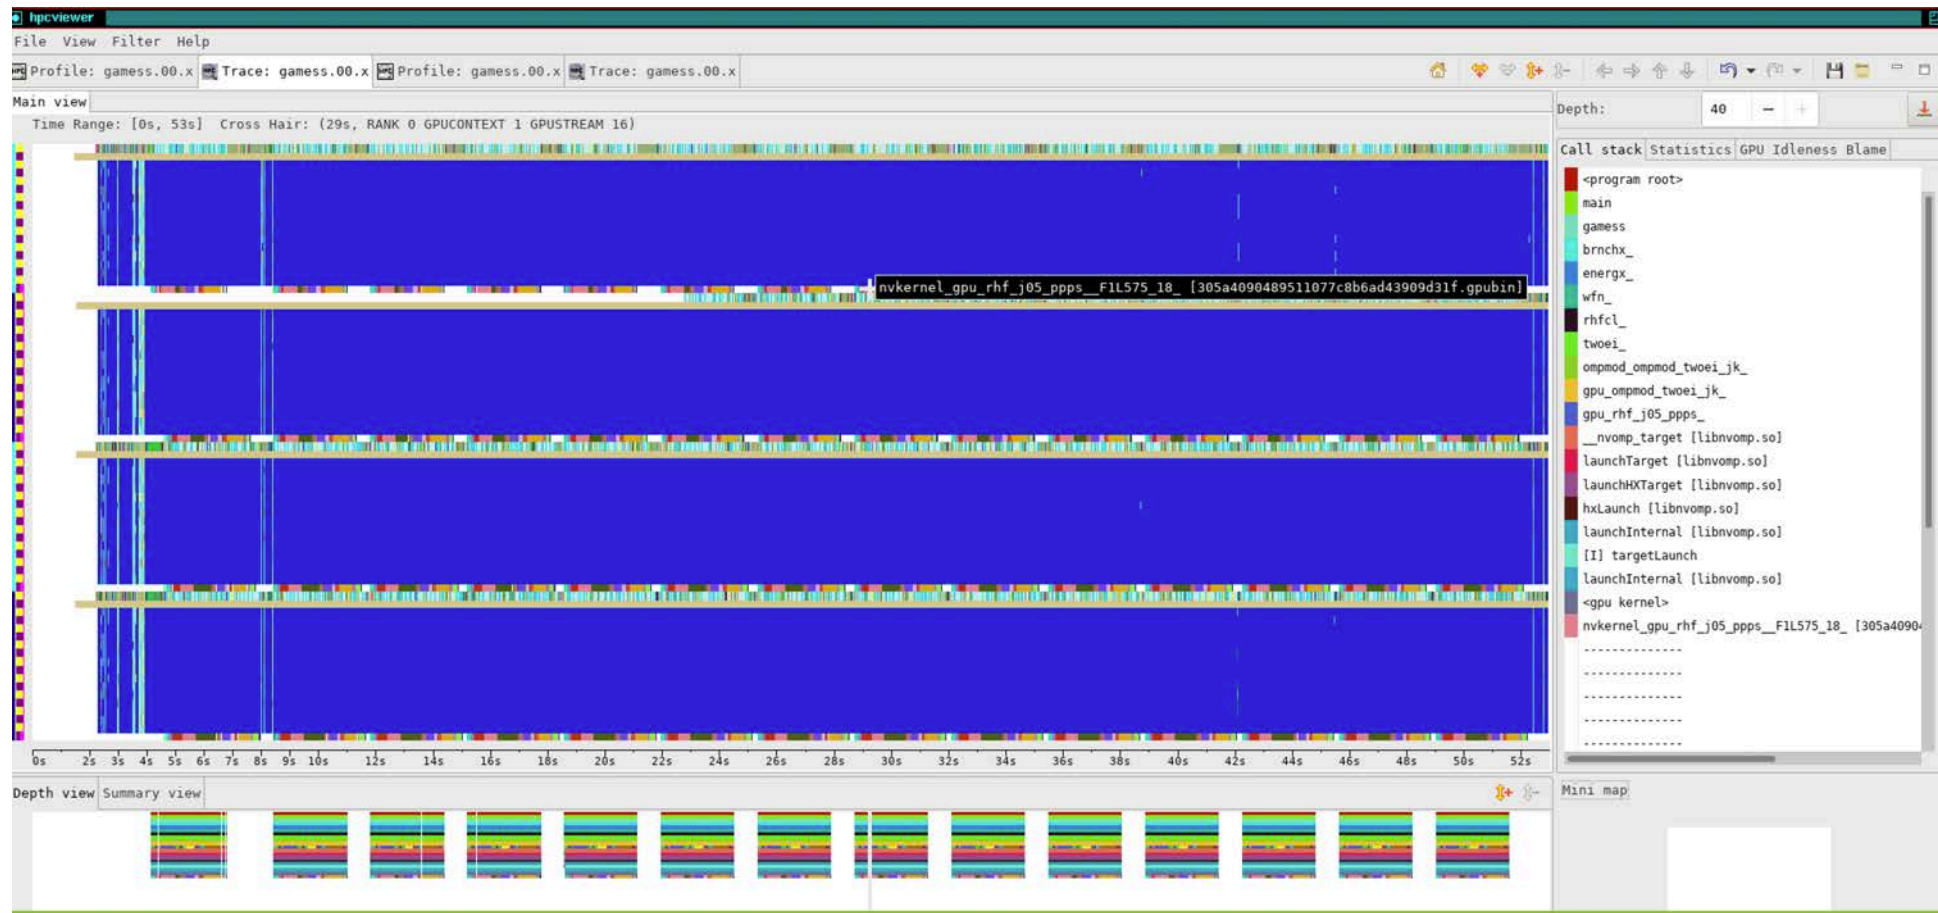 hpcviewer
File View Filter Help
Profile: gamess.00.x Trace: gamess.00.x Profile: gamess.00.x Trace: gamess.00.x
Main view
Time Range: [0s, 53s] Cross Hair: (29s, RANK 0 GPUCONTEXT 1 GPUSTREAM 16)
nvkernel_gpu_rhf_j05_ppps__F1L575_18_ [305a4090489511077c8b6ad43909d31f.gpubin]
0s 2s 3s 4s 5s 6s 7s 8s 9s 10s 12s 14s 16s 18s 20s 22s 24s 26s 28s 30s 32s 34s 36s 38s 40s 42s 44s 46s 48s 50s 52s
Depth view Summary view
Depth: 40 − +
Call stack Statistics GPU Idleness Blame
<program root>
main
gamess
brnchx_
energx_
wfn_
rhfcl_
twoei_
ompmod_ompmod_twoei_jk_
gpu_ompmod_twoei_jk_
gpu_rhf_j05_ppps_
__nvomp_target [libnvomp.so]
launchTarget [libnvomp.so]
launchHXTarget [libnvomp.so]
hxLaunch [libnvomp.so]
launchInternal [libnvomp.so]
[I] targetLaunch
launchInternal [libnvomp.so]
<gpu kernel>
nvkernel_gpu_rhf_j05_ppps__F1L575_18_ [305a4090
--------------
--------------
--------------
--------------
--------------
Mini map